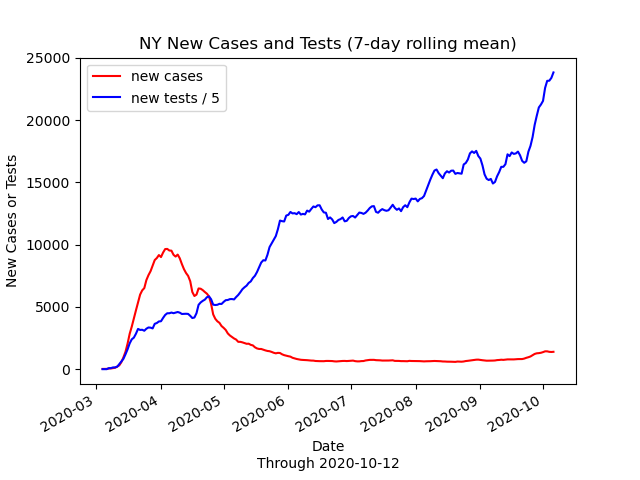 NY New Cases and Tests (7-day rolling mean)
25000
20000
15000
10000
5000
0
New Cases or Tests
new cases
new tests / 5
2020-03
2020-04
2020-05
2020-06
2020-07
2020-08
2020-09
2020-10
Date
Through 2020-10-12